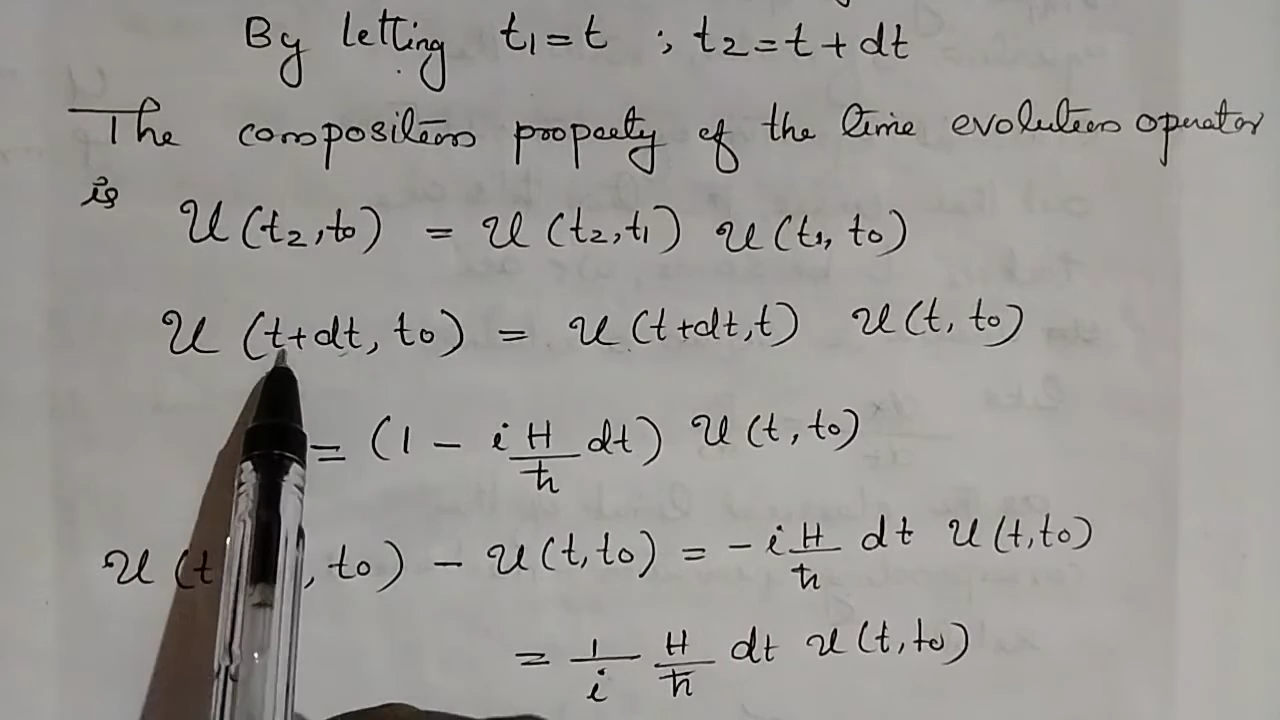 By letting t₁ = t ; t₂ = t + dt
The composition property of the time evolution operator
is U(t₂, t₀) = U(t₂, t₁) U(t₁, t₀)
U(t+dt, t₀) = U(t+dt, t) U(t, t₀)
= (1 - i H/ħ dt) U(t, t₀)
U(t , t₀) - U(t, t₀) = - i H/ħ dt U(t, t₀)
= 1/i H/ħ dt U(t, t₀)